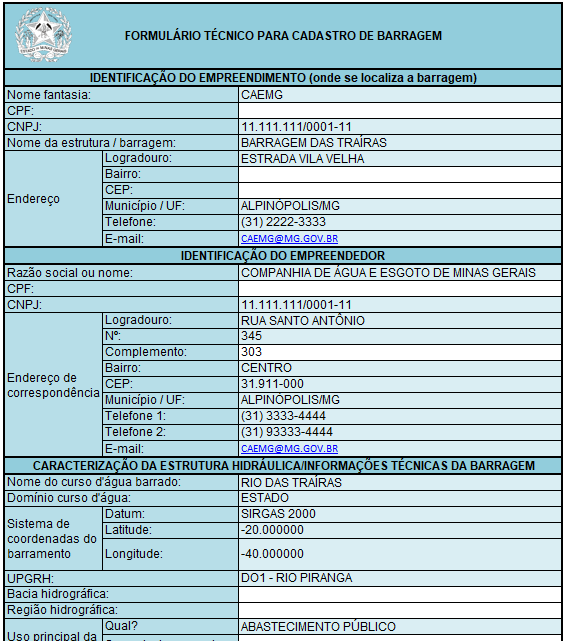 FORMULÁRIO TÉCNICO PARA CADASTRO DE BARRAGEM
IDENTIFICAÇÃO DO EMPREENDIMENTO (onde se localiza a barragem)
Nome fantasia: CAEMG
CPF:
CNPJ: 11.111.111/0001-11
Nome da estrutura / barragem: BARRAGEM DAS TRAÍRAS
Endereço
Logradouro: ESTRADA VILA VELHA
Bairro:
CEP:
Município / UF: ALPINÓPOLIS/MG
Telefone: (31) 2222-3333
E-mail: CAEMG@MG.GOV.BR
IDENTIFICAÇÃO DO EMPREENDEDOR
Razão social ou nome: COMPANHIA DE ÁGUA E ESGOTO DE MINAS GERAIS
CPF:
CNPJ: 11.111.111/0001-11
Endereço de
correspondência
Logradouro: RUA SANTO ANTÔNIO
Nº: 345
Complemento: 303
Bairro: CENTRO
CEP: 31.911-000
Município / UF: ALPINÓPOLIS/MG
Telefone 1: (31) 3333-4444
Telefone 2: (31) 93333-4444
E-mail: CAEMG@MG.GOV.BR
CARACTERIZAÇÃO DA ESTRUTURA HIDRÁULICA/INFORMAÇÕES TÉCNICAS DA BARRAGEM
Nome do curso d'água barrado: RIO DAS TRAÍRAS
Domínio curso d'água: ESTADO
Sistema de
coordenadas do
barramento
Datum: SIRGAS 2000
Latitude: -20.000000
Longitude: -40.000000
UPGRH: DO1 - RIO PIRANGA
Bacia hidrográfica:
Região hidrográfica:
Uso principal da
Qual? ABASTECIMENTO PÚBLICO